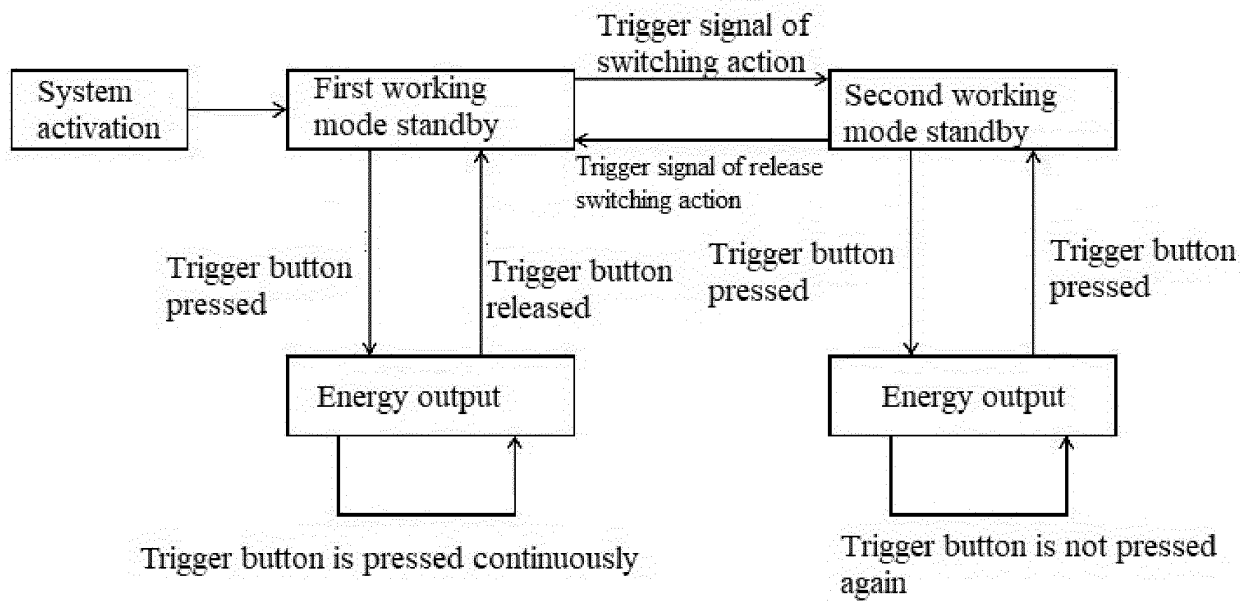 Trigger signal of
switching action
System
activation
First working
mode standby
Second working
mode standby
Trigger signal of release
switching action
Trigger button
pressed
Trigger button
released
Trigger button
pressed
Trigger button
pressed
Energy output
Energy output
Trigger button is pressed continuously
Trigger button is not pressed
again